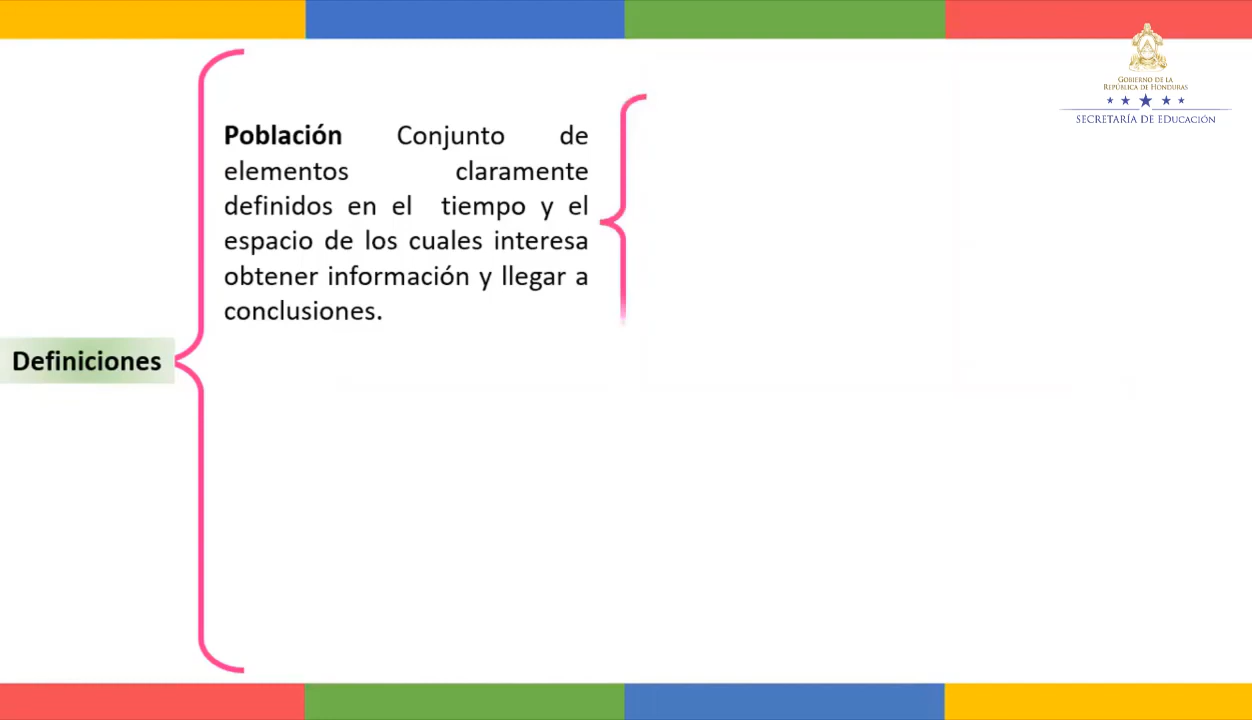 GOBIERNO DE LA
REPÚBLICA DE HONDURAS
SECRETARÍA DE EDUCACIÓN
Población Conjunto de
elementos claramente
definidos en el tiempo y el
espacio de los cuales interesa
obtener información y llegar a
conclusiones.
Definiciones